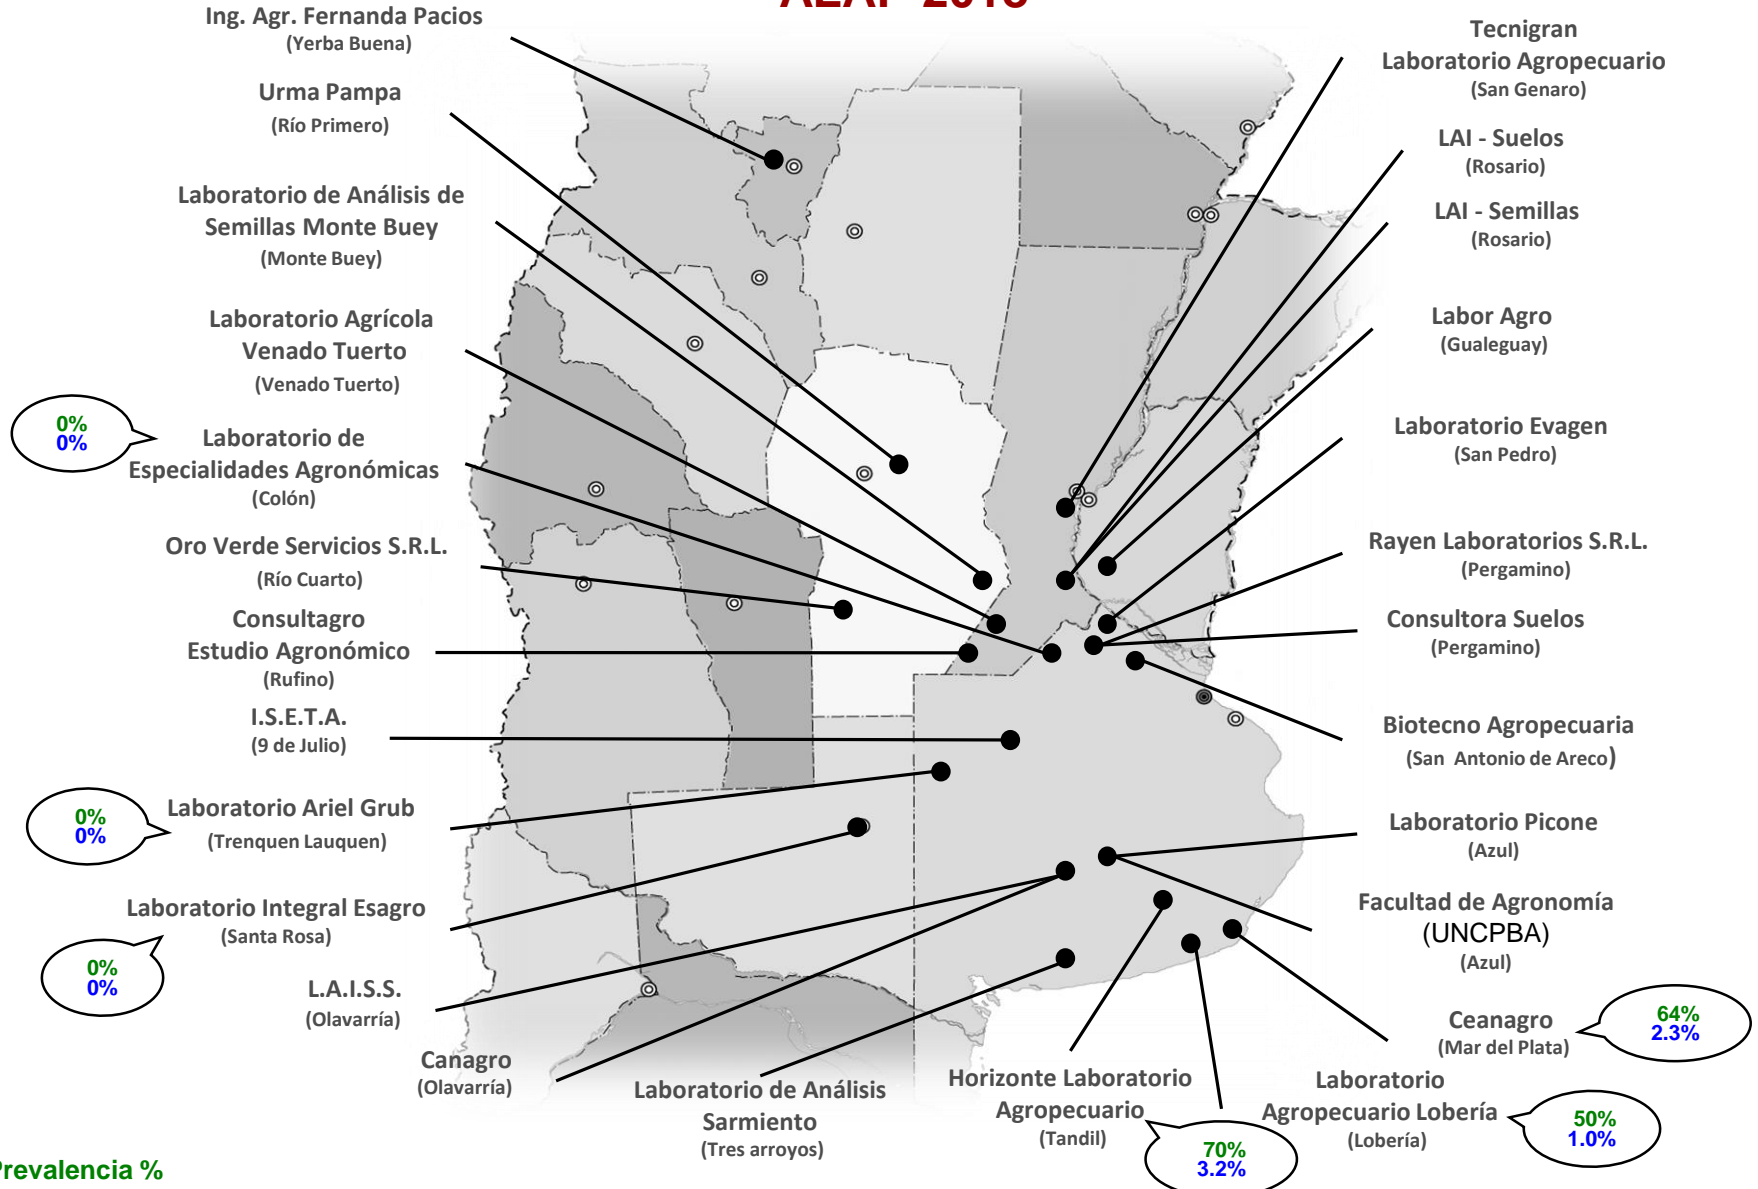 ALAP 2018
Ing. Agr. Fernanda Pacios
(Yerba Buena)
Urma Pampa
(Río Primero)
Laboratorio de Análisis de
Semillas Monte Buey
(Monte Buey)
Laboratorio Agrícola
Venado Tuerto
(Venado Tuerto)
0%
0%
Laboratorio de
Especialidades Agronómicas
(Colón)
Oro Verde Servicios S.R.L.
(Río Cuarto)
Consultagro
Estudio Agronómico
(Rufino)
I.S.E.T.A.
(9 de Julio)
0%
0%
Laboratorio Ariel Grub
(Trenquen Lauquen)
Laboratorio Integral Esagro
(Santa Rosa)
0%
0%
L.A.I.S.S.
(Olavarría)
Canagro
(Olavarría)
Laboratorio de Análisis
Sarmiento
(Tres arroyos)
Horizonte Laboratorio
Agropecuario
(Tandil)
70%
3.2%
Laboratorio
Agropecuario Lobería
(Lobería)
50%
1.0%
Ceanagro
(Mar del Plata)
64%
2.3%
Facultad de Agronomía
(UNCPBA)
(Azul)
Laboratorio Picone
(Azul)
Biotecno Agropecuaria
(San Antonio de Areco)
Consultora Suelos
(Pergamino)
Rayen Laboratorios S.R.L.
(Pergamino)
Laboratorio Evagen
(San Pedro)
Labor Agro
(Gualeguay)
LAI - Semillas
(Rosario)
LAI - Suelos
(Rosario)
Tecnigran
Laboratorio Agropecuario
(San Genaro)
Prevalencia %